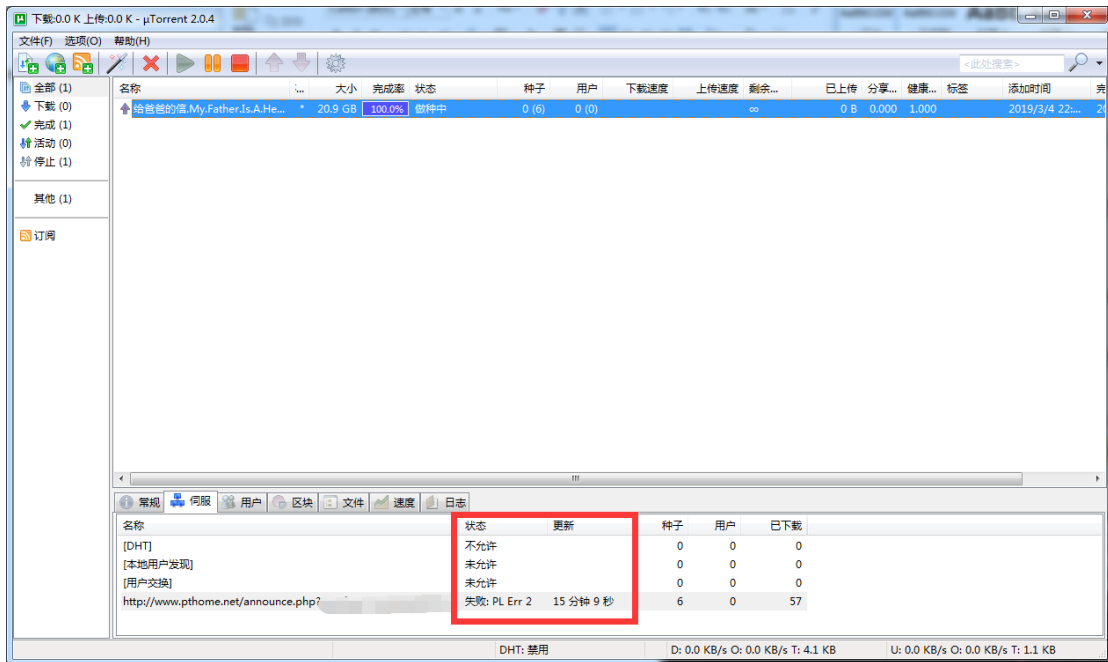 下载:0.0 K 上传:0.0 K - µTorrent 2.0.4
文件(F) 选项(O) 帮助(H)
<此处搜索>
全部 (1)
下载 (0)
完成 (1)
活动 (0)
停止 (1)
其他 (1)
订阅
名称 :... 大小 完成率 状态 种子 用户 下载速度 上传速度 剩余... 已上传 分享... 健康... 标签 添加时间 完
给爸爸的信.My.Father.Is.A.He... * 20.9 GB 100.0% 做种中 0 (6) 0 (0) ∞ 0 B 0.000 1.000 2019/3/4 22:... 20
常规 伺服 用户 区块 文件 速度 日志
名称 状态 更新 种子 用户 已下载
[DHT] 不允许 0 0 0
[本地用户发现] 未允许 0 0 0
[用户交换] 未允许 0 0 0
http://www.pthome.net/announce.php? 失败: PL Err 2 15 分钟 9 秒 6 0 57
DHT: 禁用 D: 0.0 KB/s O: 0.0 KB/s T: 4.1 KB U: 0.0 KB/s O: 0.0 KB/s T: 1.1 KB